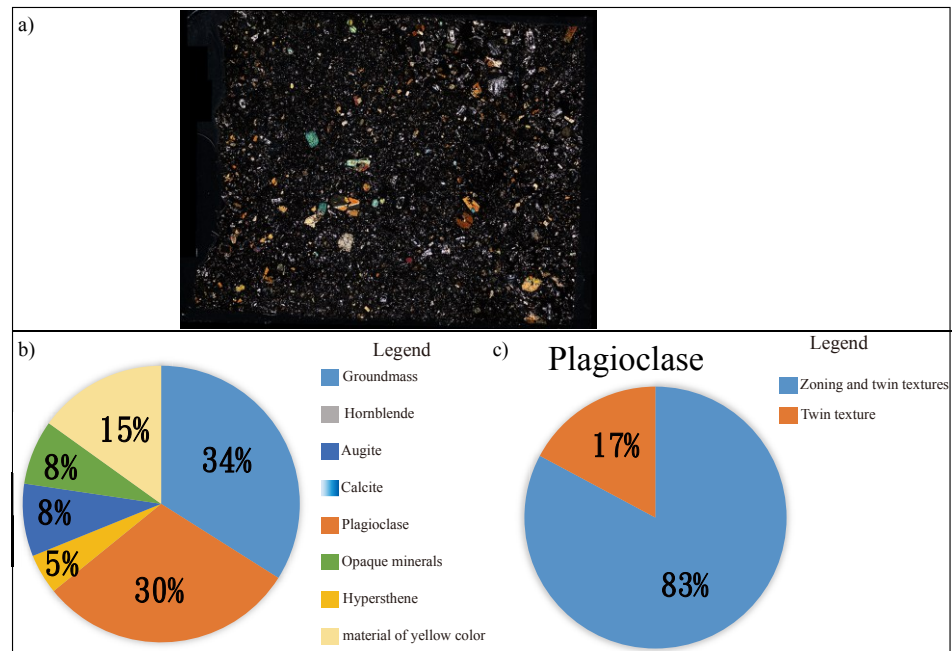 a)
b)
Legend
Groundmass
Hornblende
Augite
Calcite
Plagioclase
Opaque minerals
Hypersthene
material of yellow color
34%
30%
5%
8%
8%
15%
c)
Plagioclase
Legend
Zoning and twin textures
Twin texture
17%
83%